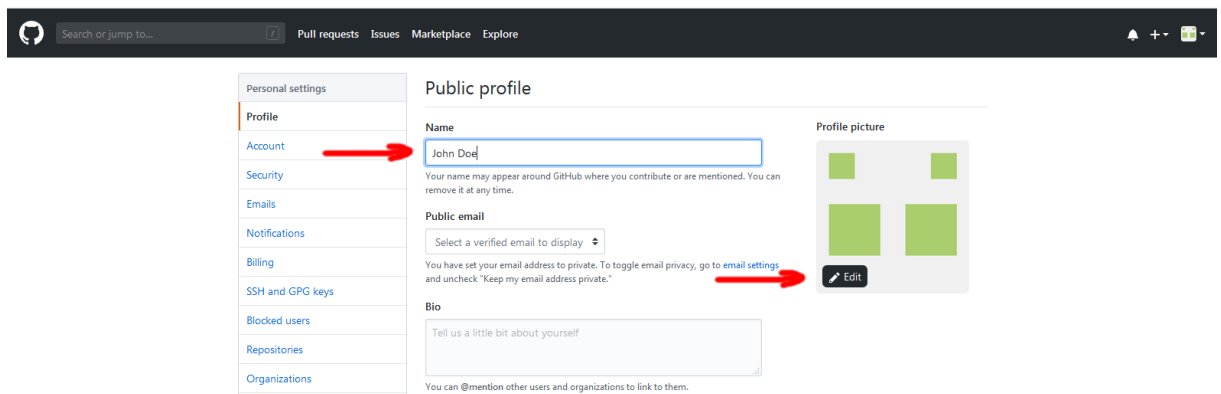 Search or jump to...
/
Pull requests Issues Marketplace Explore
Personal settings
Profile
Account
Security
Emails
Notifications
Billing
SSH and GPG keys
Blocked users
Repositories
Organizations
Public profile
Name
John Doe
Your name may appear around GitHub where you contribute or are mentioned. You can
remove it at any time.
Public email
Select a verified email to display
You have set your email address to private. To toggle email privacy, go to email settings
and uncheck "Keep my email address private."
Bio
Tell us a little bit about yourself
You can @mention other users and organizations to link to them.
Profile picture
Edit